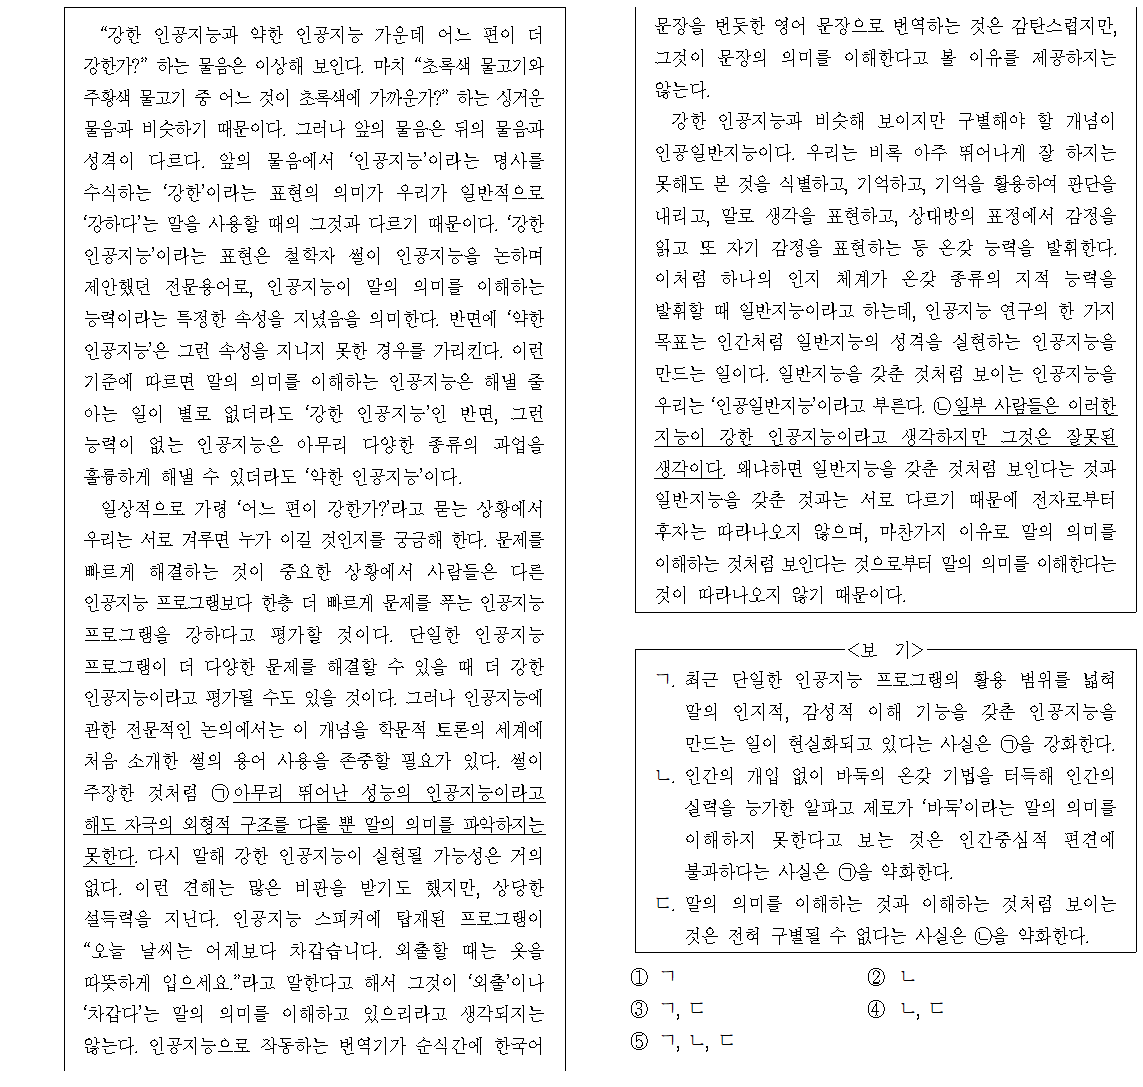 “강한 인공지능과 약한 인공지능 가운데 어느 편이 더
강한가?” 하는 물음은 이상해 보인다. 마치 “초록색 물고기와
주황색 물고기 중 어느 것이 초록색에 가까운가?” 하는 싱거운
물음과 비슷하기 때문이다. 그러나 앞의 물음은 뒤의 물음과
성격이 다르다. 앞의 물음에서 ‘인공지능’이라는 명사를
수식하는 ‘강한’이라는 표현의 의미가 우리가 일반적으로
‘강하다’는 말을 사용할 때의 그것과 다르기 때문이다. ‘강한
인공지능’이라는 표현은 철학자 썰이 인공지능을 논하며
제안했던 전문용어로, 인공지능이 말의 의미를 이해하는
능력이라는 특정한 속성을 지녔음을 의미한다. 반면에 ‘약한
인공지능’은 그런 속성을 지니지 못한 경우를 가리킨다. 이런
기준에 따르면 말의 의미를 이해하는 인공지능은 해낼 줄
아는 일이 별로 없더라도 ‘강한 인공지능’인 반면, 그런
능력이 없는 인공지능은 아무리 다양한 종류의 과업을
훌륭하게 해낼 수 있더라도 ‘약한 인공지능’이다.
일상적으로 가령 ‘어느 편이 강한가?’라고 묻는 상황에서
우리는 서로 겨루면 누가 이길 것인지를 궁금해 한다. 문제를
빠르게 해결하는 것이 중요한 상황에서 사람들은 다른
인공지능 프로그램보다 한층 더 빠르게 문제를 푸는 인공지능
프로그램을 강하다고 평가할 것이다. 단일한 인공지능
프로그램이 더 다양한 문제를 해결할 수 있을 때 더 강한
인공지능이라고 평가될 수도 있을 것이다. 그러나 인공지능에
관한 전문적인 논의에서는 이 개념을 학문적 토론의 세계에
처음 소개한 썰의 용어 사용을 존중할 필요가 있다. 썰이
주장한 것처럼 ㉠아무리 뛰어난 성능의 인공지능이라고
해도 자극의 외형적 구조를 다룰 뿐 말의 의미를 파악하지는
못한다. 다시 말해 강한 인공지능이 실현될 가능성은 거의
없다. 이런 견해는 많은 비판을 받기도 했지만, 상당한
설득력을 지닌다. 인공지능 스피커에 탑재된 프로그램이
“오늘 날씨는 어제보다 차갑습니다. 외출할 때는 옷을
따뜻하게 입으세요.”라고 말한다고 해서 그것이 ‘외출’이나
‘차갑다’는 말의 의미를 이해하고 있으리라고 생각되지는
않는다. 인공지능으로 작동하는 번역기가 순식간에 한국어
문장을 번듯한 영어 문장으로 번역하는 것은 감탄스럽지만,
그것이 문장의 의미를 이해한다고 볼 이유를 제공하지는
않는다.
강한 인공지능과 비슷해 보이지만 구별해야 할 개념이
인공일반지능이다. 우리는 비록 아주 뛰어나게 잘 하지는
못해도 본 것을 식별하고, 기억하고, 기억을 활용하여 판단을
내리고, 말로 생각을 표현하고, 상대방의 표정에서 감정을
읽고 또 자기 감정을 표현하는 등 온갖 능력을 발휘한다.
이처럼 하나의 인지 체계가 온갖 종류의 지적 능력을
발휘할 때 일반지능이라고 하는데, 인공지능 연구의 한 가지
목표는 인간처럼 일반지능의 성격을 실현하는 인공지능을
만드는 일이다. 일반지능을 갖춘 것처럼 보이는 인공지능을
우리는 ‘인공일반지능’이라고 부른다. ㉡일부 사람들은 이러한
지능이 강한 인공지능이라고 생각하지만 그것은 잘못된
생각이다. 왜냐하면 일반지능을 갖춘 것처럼 보인다는 것과
일반지능을 갖춘 것과는 서로 다르기 때문에 전자로부터
후자는 따라나오지 않으며, 마찬가지 이유로 말의 의미를
이해하는 것처럼 보인다는 것으로부터 말의 의미를 이해한다는
것이 따라나오지 않기 때문이다.
<보 기>
ㄱ. 최근 단일한 인공지능 프로그램의 활용 범위를 넓혀
말의 인지적, 감성적 이해 기능을 갖춘 인공지능을
만드는 일이 현실화되고 있다는 사실은 ㉠을 강화한다.
ㄴ. 인간의 개입 없이 바둑의 온갖 기법을 터득해 인간의
실력을 능가한 알파고 제로가 ‘바둑’이라는 말의 의미를
이해하지 못한다고 보는 것은 인간중심적 편견에
불과하다는 사실은 ㉠을 약화한다.
ㄷ. 말의 의미를 이해하는 것과 이해하는 것처럼 보이는
것은 전혀 구별될 수 없다는 사실은 ㉡을 약화한다.
① ㄱ ② ㄴ
③ ㄱ, ㄷ ④ ㄴ, ㄷ
⑤ ㄱ, ㄴ, ㄷ